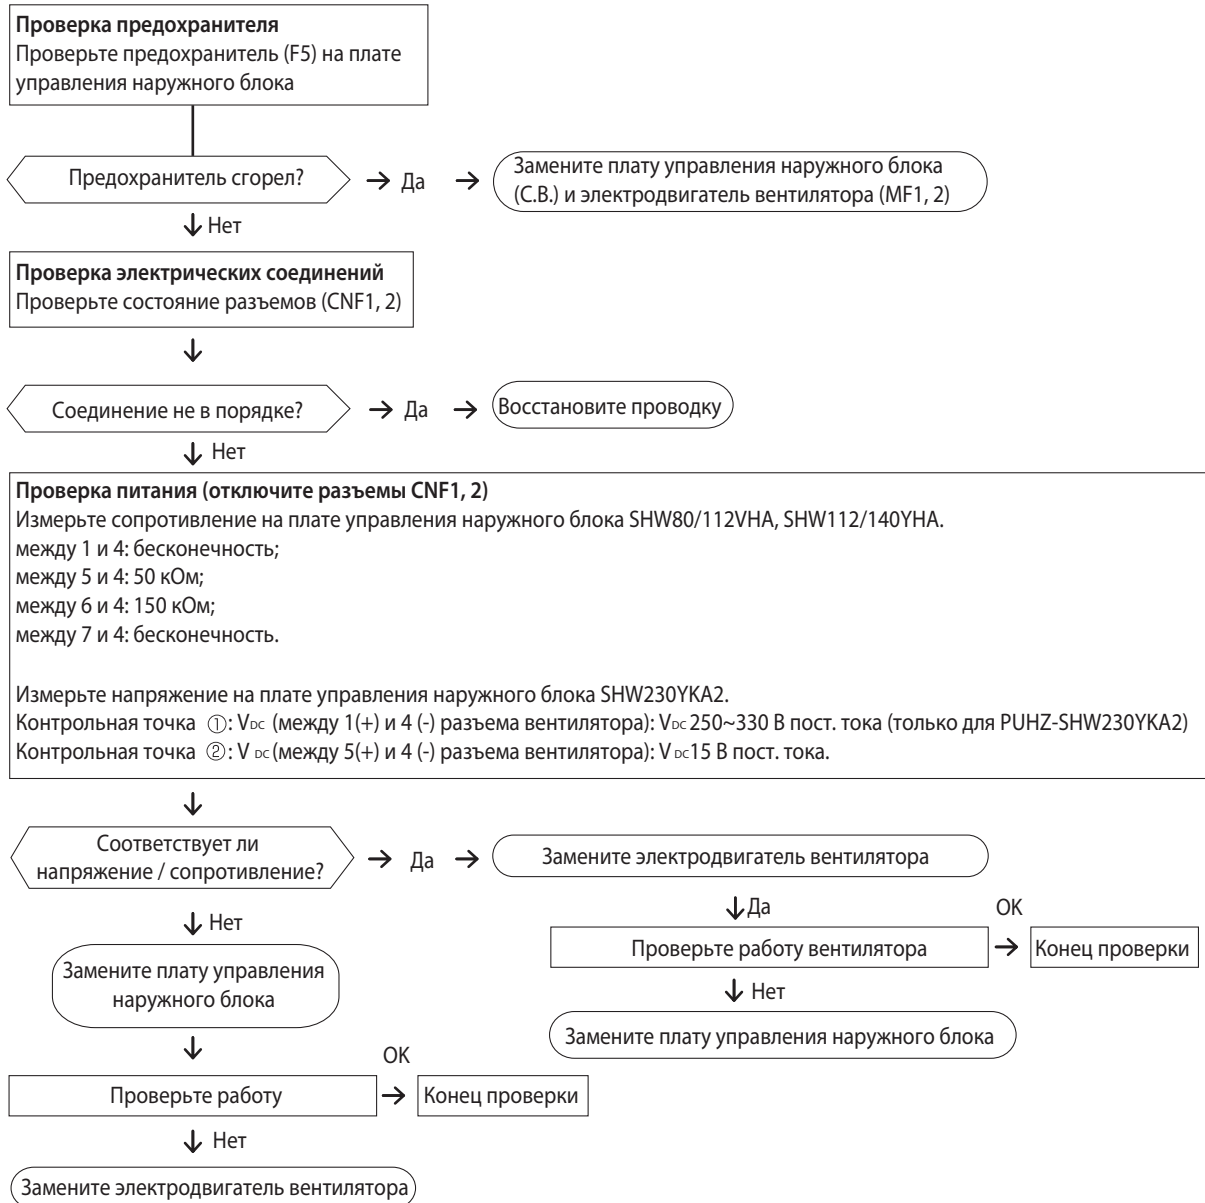 Проверка предохранителя
Проверьте предохранитель (F5) на плате
управления наружного блока
Предохранитель сгорел?
Да
Замените плату управления наружного блока
(C.B.) и электродвигатель вентилятора (MF1, 2)
Нет
Проверка электрических соединений
Проверьте состояние разъемов (CNF1, 2)
Соединение не в порядке?
Да
Восстановите проводку
Нет
Проверка питания (отключите разъемы CNF1, 2)
Измерьте сопротивление на плате управления наружного блока SHW80/112VHA, SHW112/140YHA.
между 1 и 4: бесконечность;
между 5 и 4: 50 кОм;
между 6 и 4: 150 кОм;
между 7 и 4: бесконечность.
Измерьте напряжение на плате управления наружного блока SHW230YKA2.
Контрольная точка ①: VDC (между 1(+) и 4 (-) разъема вентилятора): VDC 250~330 В пост. тока (только для PUHZ-SHW230YKA2)
Контрольная точка ②: V DC (между 5(+) и 4 (-) разъема вентилятора): V DC 15 В пост. тока.
Соответствует ли
напряжение / сопротивление?
Да
Замените электродвигатель вентилятора
Нет
Да
OK
Проверьте работу вентилятора
Конец проверки
Замените плату управления
наружного блока
Нет
Замените плату управления наружного блока
OK
Проверьте работу
Конец проверки
Нет
Замените электродвигатель вентилятора